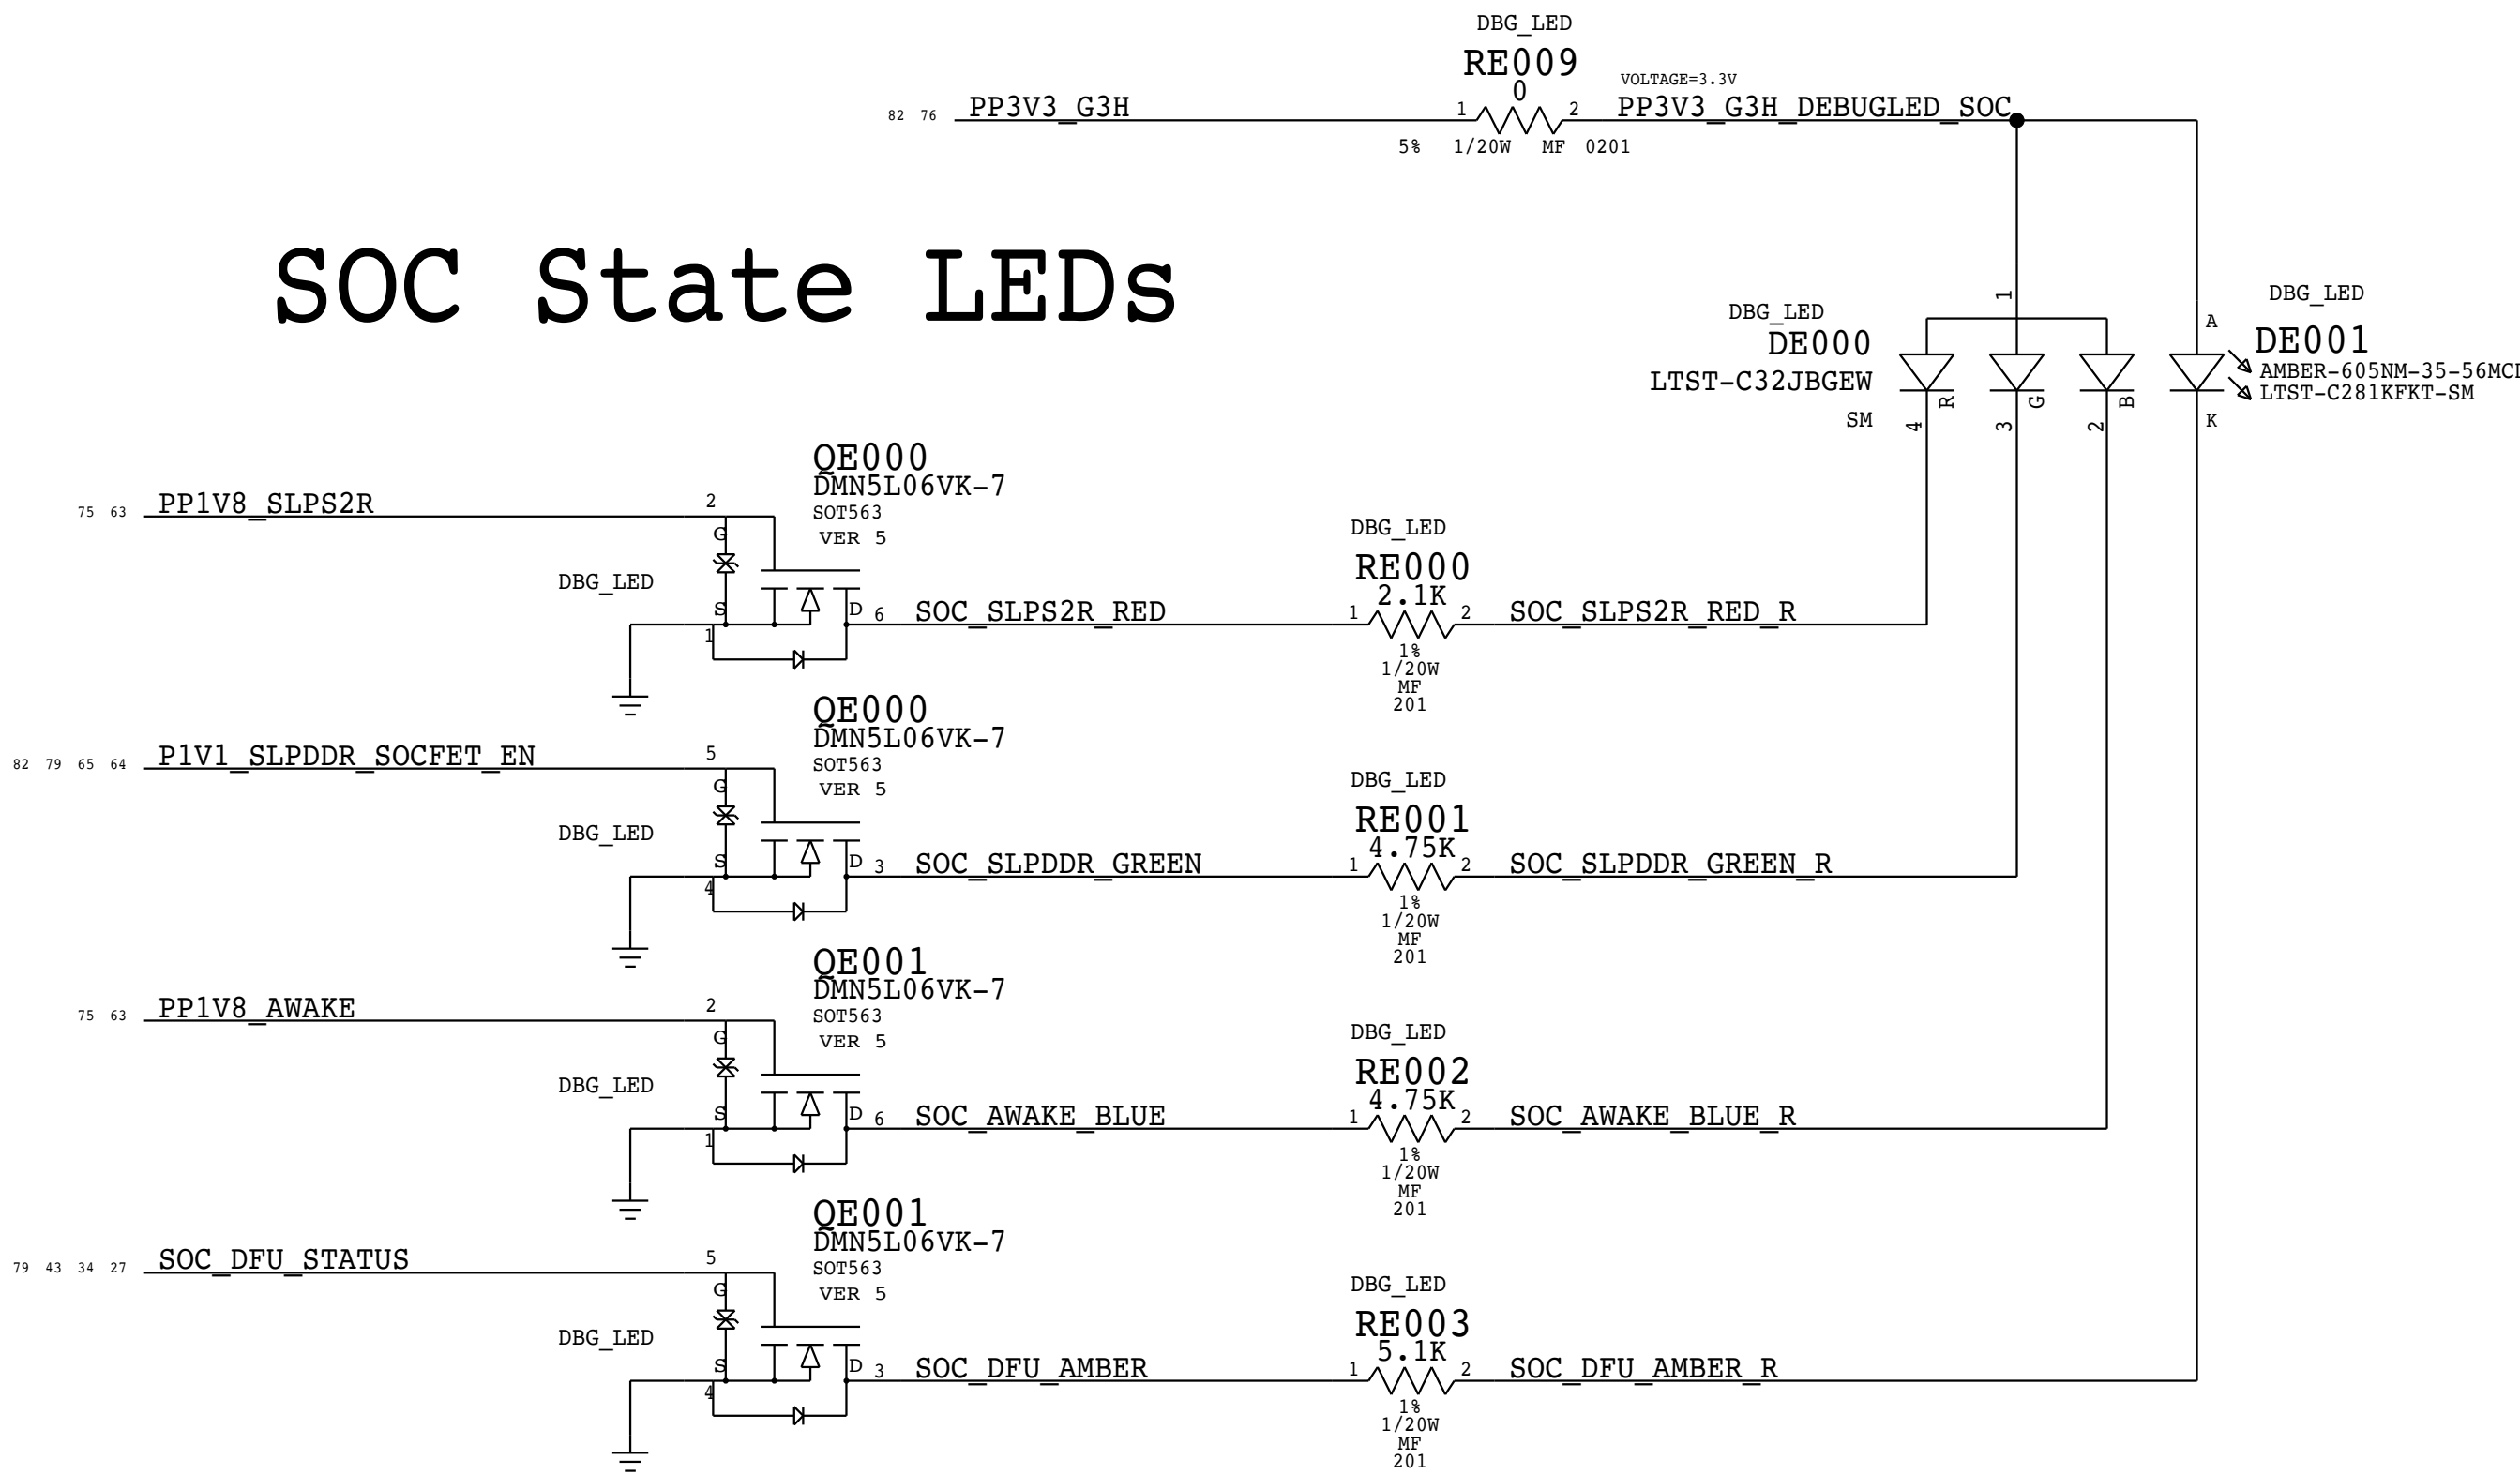 DBG_LED
RE009
0
VOLTAGE=3.3V
82 76 PP3V3_G3H 1 2 PP3V3_G3H_DEBUGLED_SOC
5% 1/20W MF 0201
SOC State LEDs
DBG_LED
DE000
LTST-C32JBGEW
SM
1
R
G
B
4
3
2
A
K
DBG_LED
DE001
AMBER-605NM-35-56MCD
LTST-C281KFKT-SM
QE000
DMN5L06VK-7
SOT563
VER 5
75 63 PP1V8_SLPS2R 2
G
DBG_LED
S
1
D 6 SOC_SLPS2R_RED
DBG_LED
RE000
2.1K
1 2 SOC_SLPS2R_RED_R
1%
1/20W
MF
201
QE000
DMN5L06VK-7
SOT563
VER 5
82 79 65 64 P1V1_SLPDDR_SOCFET_EN 5
G
DBG_LED
S
4
D 3 SOC_SLPDDR_GREEN
DBG_LED
RE001
4.75K
1 2 SOC_SLPDDR_GREEN_R
1%
1/20W
MF
201
QE001
DMN5L06VK-7
SOT563
VER 5
75 63 PP1V8_AWAKE 2
G
DBG_LED
S
1
D 6 SOC_AWAKE_BLUE
DBG_LED
RE002
4.75K
1 2 SOC_AWAKE_BLUE_R
1%
1/20W
MF
201
QE001
DMN5L06VK-7
SOT563
VER 5
79 43 34 27 SOC_DFU_STATUS 5
G
DBG_LED
S
4
D 3 SOC_DFU_AMBER
DBG_LED
RE003
5.1K
1 2 SOC_DFU_AMBER_R
1%
1/20W
MF
201